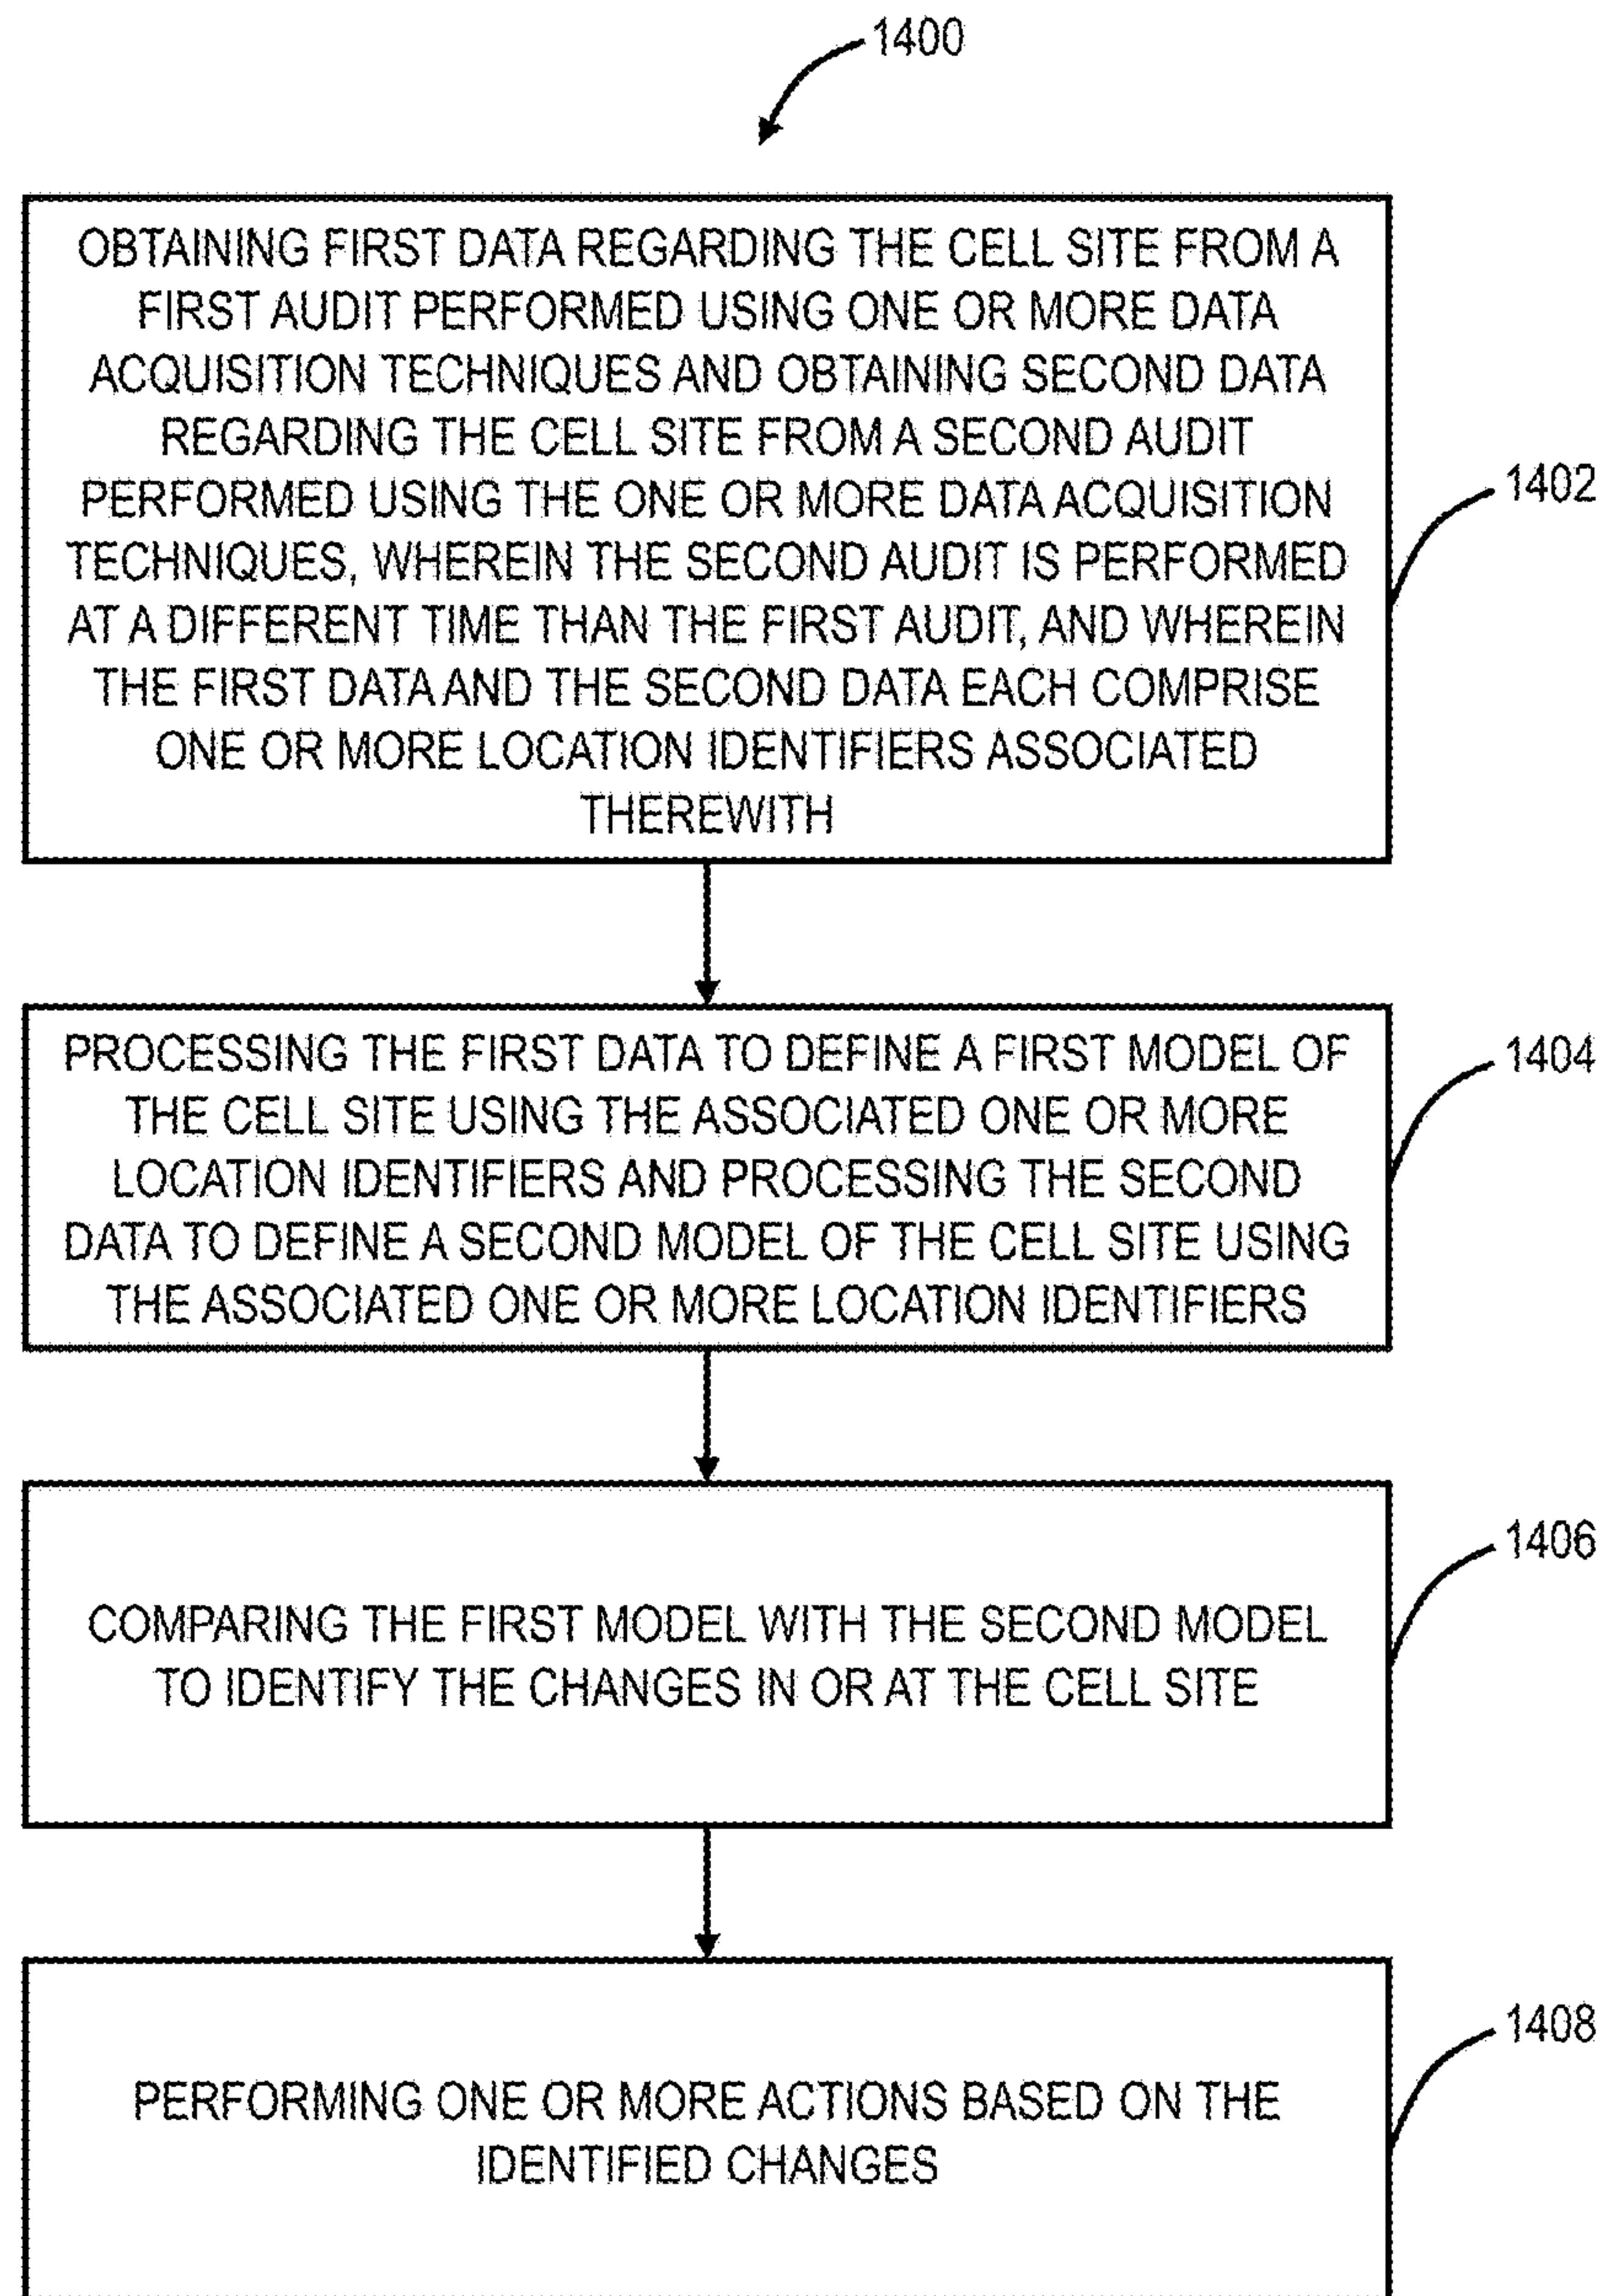 1400
OBTAINING FIRST DATA REGARDING THE CELL SITE FROM A
FIRST AUDIT PERFORMED USING ONE OR MORE DATA
ACQUISITION TECHNIQUES AND OBTAINING SECOND DATA
REGARDING THE CELL SITE FROM A SECOND AUDIT
PERFORMED USING THE ONE OR MORE DATA ACQUISITION
TECHNIQUES, WHEREIN THE SECOND AUDIT IS PERFORMED
AT A DIFFERENT TIME THAN THE FIRST AUDIT, AND WHEREIN
THE FIRST DATA AND THE SECOND DATA EACH COMPRISE
ONE OR MORE LOCATION IDENTIFIERS ASSOCIATED
THEREWITH
1402
PROCESSING THE FIRST DATA TO DEFINE A FIRST MODEL OF
THE CELL SITE USING THE ASSOCIATED ONE OR MORE
LOCATION IDENTIFIERS AND PROCESSING THE SECOND
DATA TO DEFINE A SECOND MODEL OF THE CELL SITE USING
THE ASSOCIATED ONE OR MORE LOCATION IDENTIFIERS
1404
COMPARING THE FIRST MODEL WITH THE SECOND MODEL
TO IDENTIFY THE CHANGES IN OR AT THE CELL SITE
1406
PERFORMING ONE OR MORE ACTIONS BASED ON THE
IDENTIFIED CHANGES
1408